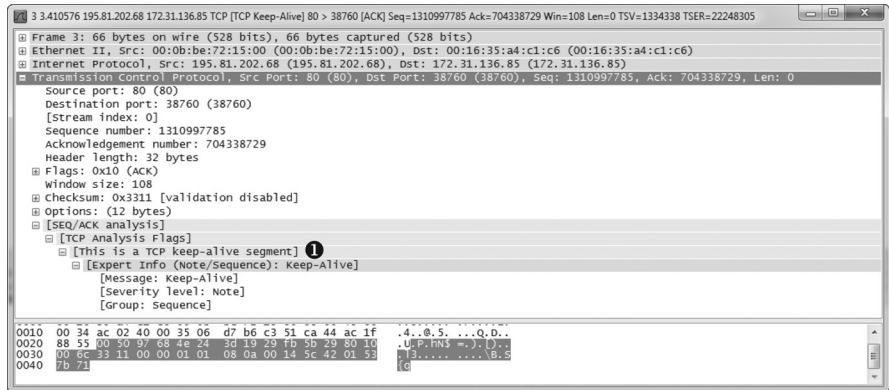 3 3.410576 195.81.202.68 172.31.136.85 TCP [TCP Keep-Alive] 80 > 38760 [ACK] Seq=1310997785 Ack=704338729 Win=108 Len=0 TSV=1334338 TSER=22248305
Frame 3: 66 bytes on wire (528 bits), 66 bytes captured (528 bits)
Ethernet II, Src: 00:0b:be:72:15:00 (00:0b:be:72:15:00), Dst: 00:16:35:a4:c1:c6 (00:16:35:a4:c1:c6)
Internet Protocol, Src: 195.81.202.68 (195.81.202.68), Dst: 172.31.136.85 (172.31.136.85)
Transmission Control Protocol, Src Port: 80 (80), Dst Port: 38760 (38760), Seq: 1310997785, Ack: 704338729, Len: 0
Source port: 80 (80)
Destination port: 38760 (38760)
[Stream index: 0]
Sequence number: 1310997785
Acknowledgement number: 704338729
Header length: 32 bytes
Flags: 0x10 (ACK)
Window size: 108
Checksum: 0x3311 [validation disabled]
Options: (12 bytes)
[SEQ/ACK analysis]
[TCP Analysis Flags]
[This is a TCP keep-alive segment] ❶
[Expert Info (Note/Sequence): Keep-Alive]
[Message: Keep-Alive]
[Severity level: Note]
[Group: Sequence]
0010 00 34 ac 02 40 00 35 06 d7 b6 c3 51 ca 44 ac 1f .4..@.5. ...Q.D..
0020 88 55 00 50 97 68 4e 24 3d 19 29 fb 5b 29 80 10 .U.P.hN$ =.).[)..
0030 00 6c 33 11 00 00 01 01 08 0a 00 14 5c 42 01 53 .l3..... ....\B.S
0040 7b 71 {q